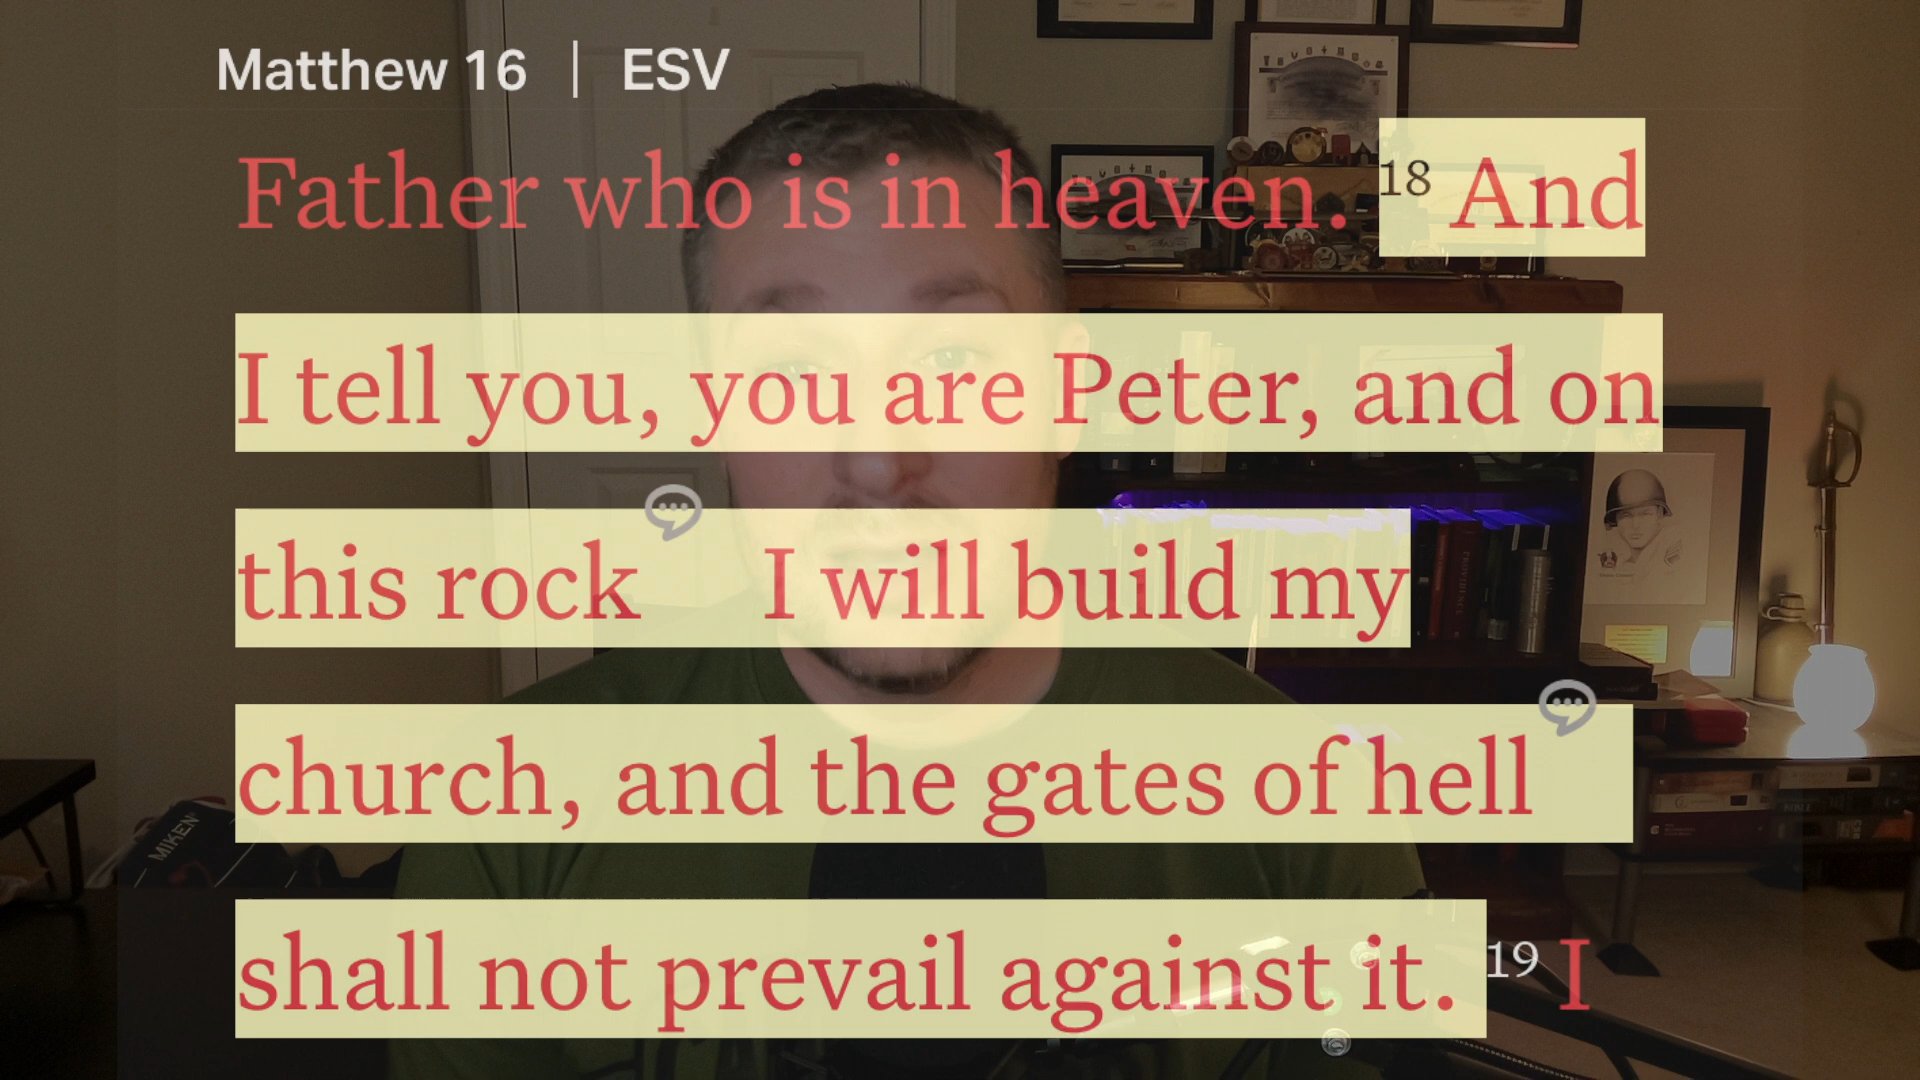 Matthew 16 | ESV
Father who is in heaven. 18 And
I tell you, you are Peter, and on
this rock I will build my
church, and the gates of hell
shall not prevail against it. 19 I
MIKEN